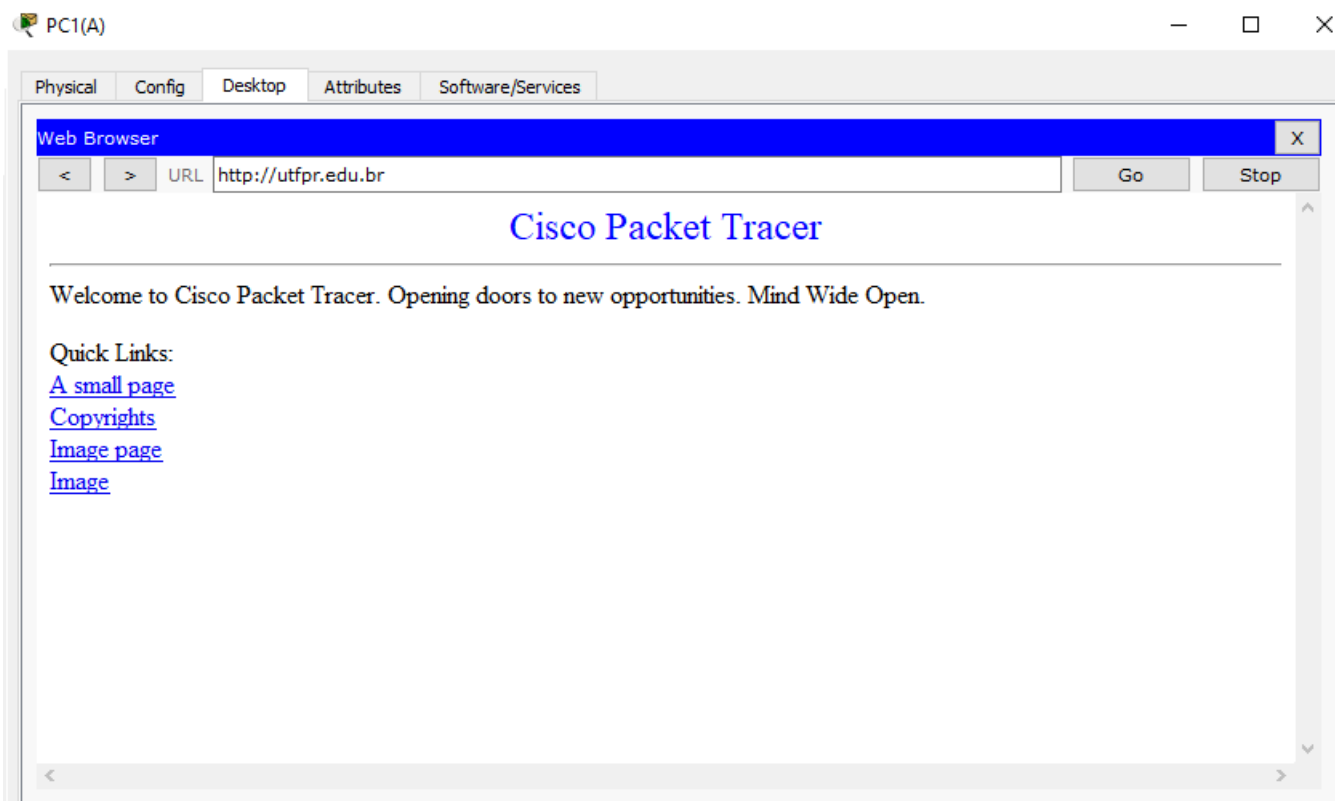 PC1(A)
Physical Config Desktop Attributes Software/Services
Web Browser X
< > URL http://utfpr.edu.br Go Stop
Cisco Packet Tracer
Welcome to Cisco Packet Tracer. Opening doors to new opportunities. Mind Wide Open.
Quick Links:
A small page
Copyrights
Image page
Image